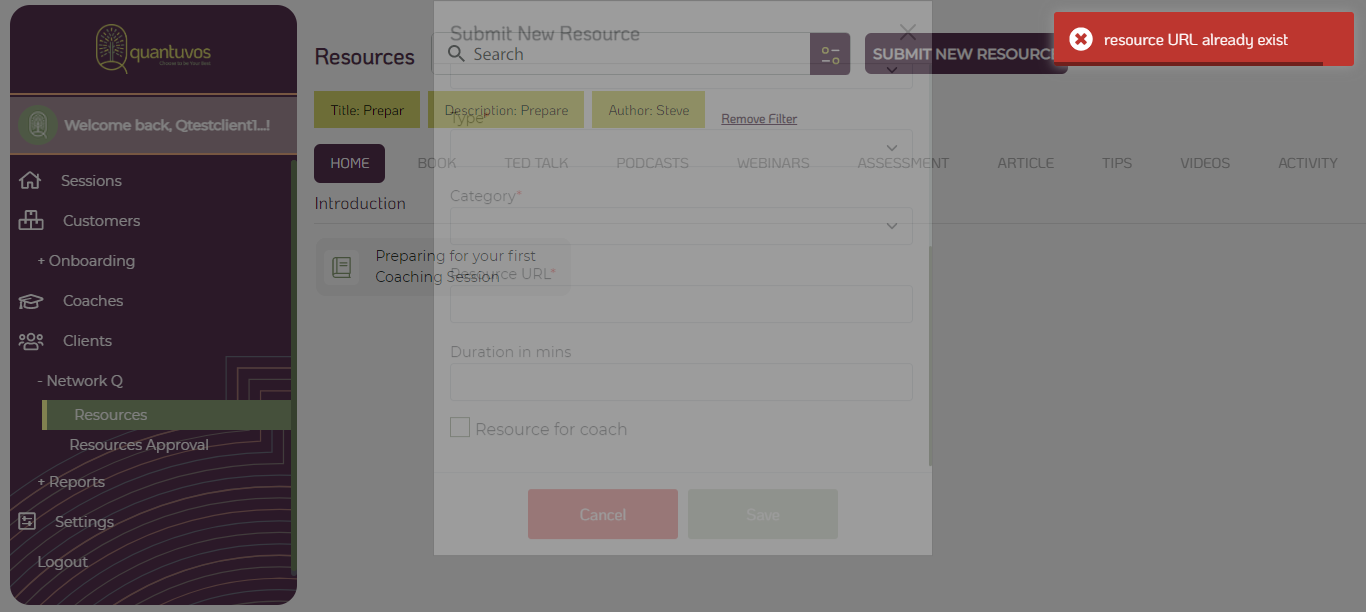 quantuvos
Choose to be Your Best
Welcome back, Qtestclient1...!
Sessions
Customers
+ Onboarding
Coaches
Clients
- Network Q
Resources
Resources Approval
+ Reports
Settings
Logout
Resources
Search
SUBMIT NEW RESOURCE
resource URL already exist
Title: Prepar
Description: Prepare
Author: Steve
Remove Filter
HOME
BOOK
TED TALK
PODCASTS
WEBINARS
ASSESSMENT
ARTICLE
TIPS
VIDEOS
ACTIVITY
Introduction
Preparing for your first
Coaching Session
Submit New Resource
Type*
Category*
Resource URL*
Duration in mins
Resource for coach
Cancel
Save